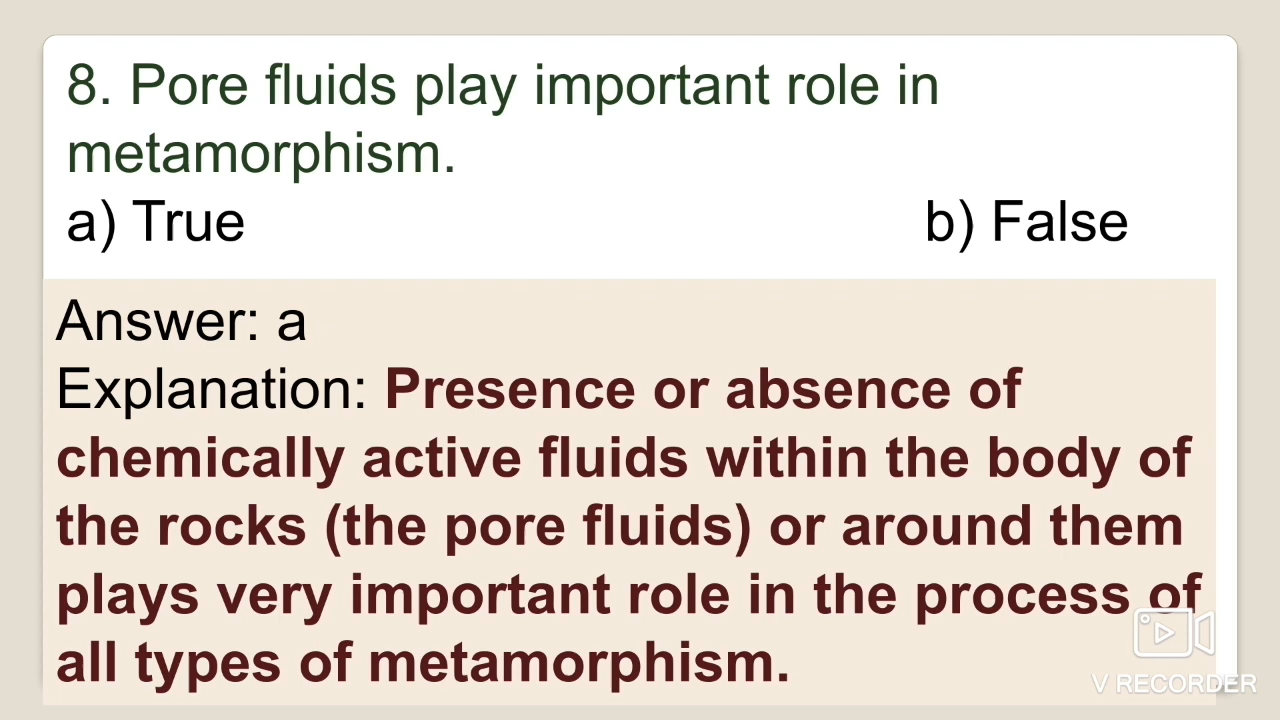 8. Pore fluids play important role in
metamorphism.
a) True b) False
Answer: a
Explanation: Presence or absence of
chemically active fluids within the body of
the rocks (the pore fluids) or around them
plays very important role in the process of
all types of metamorphism.
V RECORDER